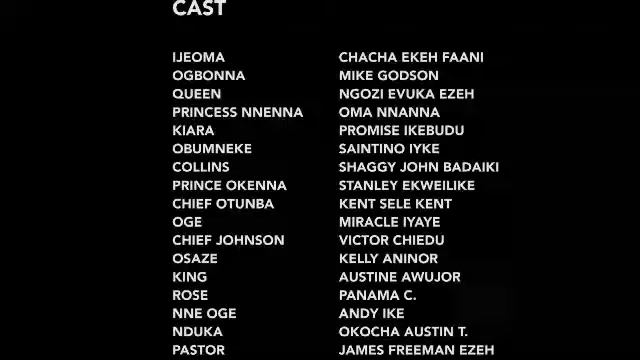 CAST
IJEOMA CHACHA EKEH FAANI
OGBONNA MIKE GODSON
QUEEN NGOZI EVUKA EZEH
PRINCESS NNENNA OMA NNANNA
KIARA PROMISE IKEBUDU
OBUMNEKE SAINTINO IYKE
COLLINS SHAGGY JOHN BADAIKI
PRINCE OKENNA STANLEY EKWEILIKE
CHIEF OTUNBA KENT SELE KENT
OGE MIRACLE IYAYE
CHIEF JOHNSON VICTOR CHIEDU
OSAZE KELLY ANINOR
KING AUSTINE AWUJOR
ROSE PANAMA C.
NNE OGE ANDY IKE
NDUKA OKOCHA AUSTIN T.
PASTOR JAMES FREEMAN EZEH